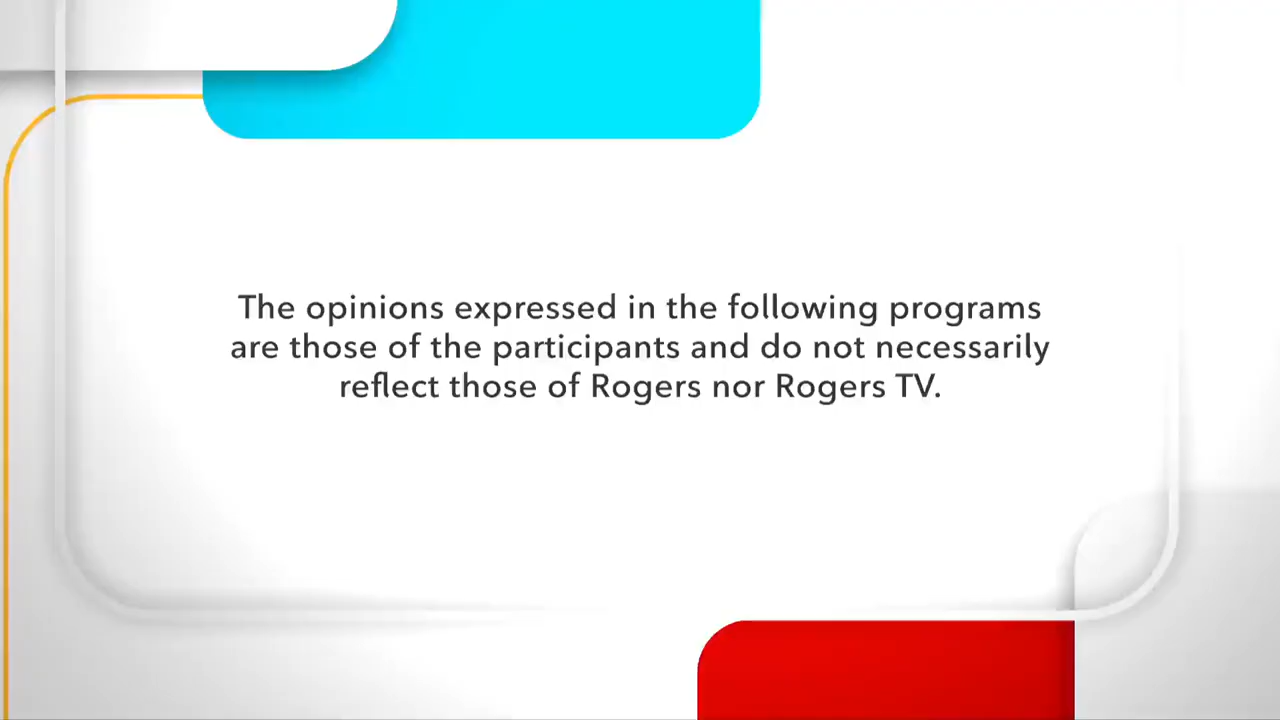 The opinions expressed in the following programs
are those of the participants and do not necessarily
reflect those of Rogers nor Rogers TV.